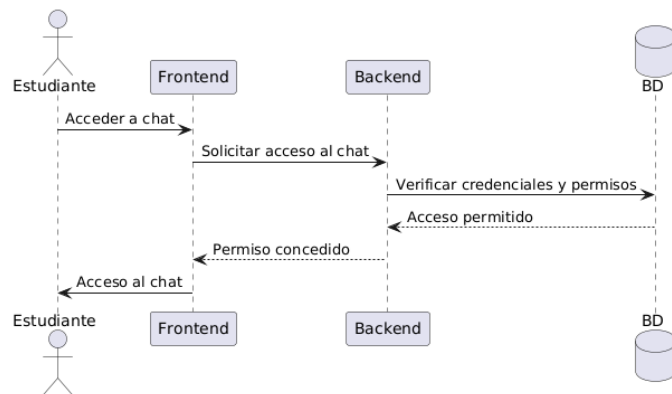 Estudiante
Frontend
Backend
BD
Acceder a chat
Solicitar acceso al chat
Verificar credenciales y permisos
Acceso permitido
Permiso concedido
Acceso al chat
Estudiante
Frontend
Backend
BD